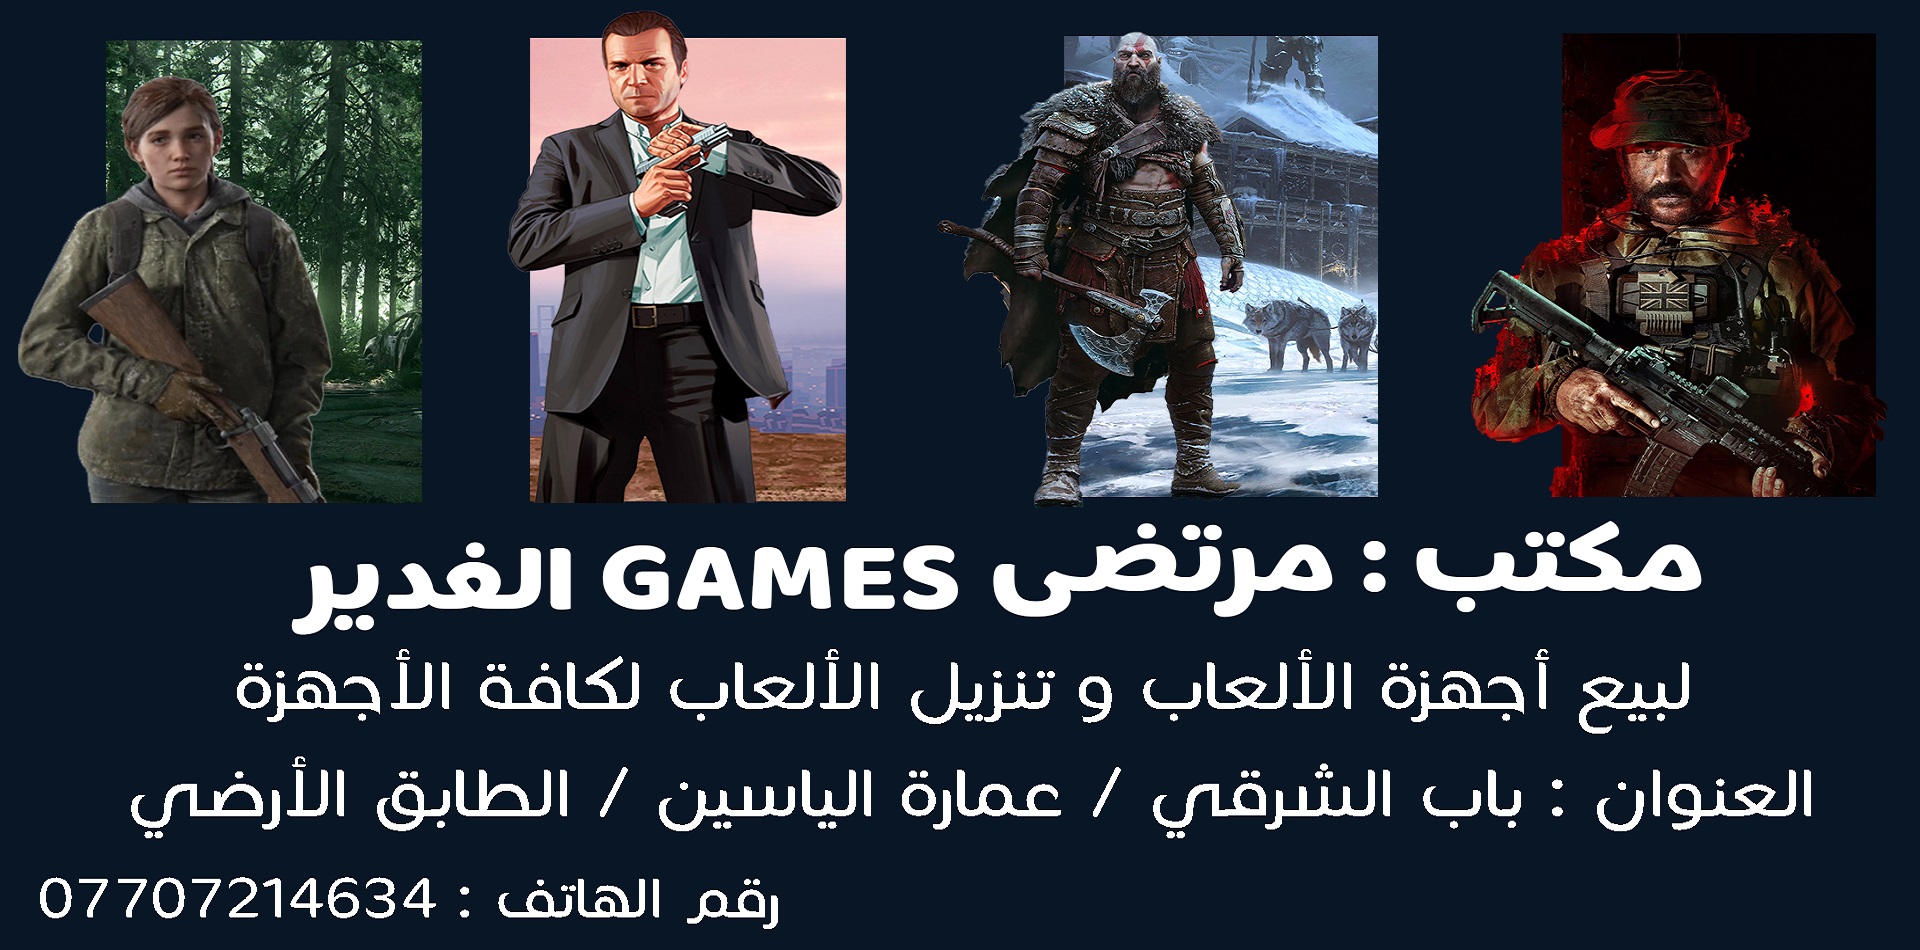 مكتب : مرتضى GAMES الغدير
لبيع أجهزة الألعاب و تنزيل الألعاب لكافة الأجهزة
العنوان : باب الشرقي / عمارة الياسين / الطابق الأرضي
رقم الهاتف : 07707214634